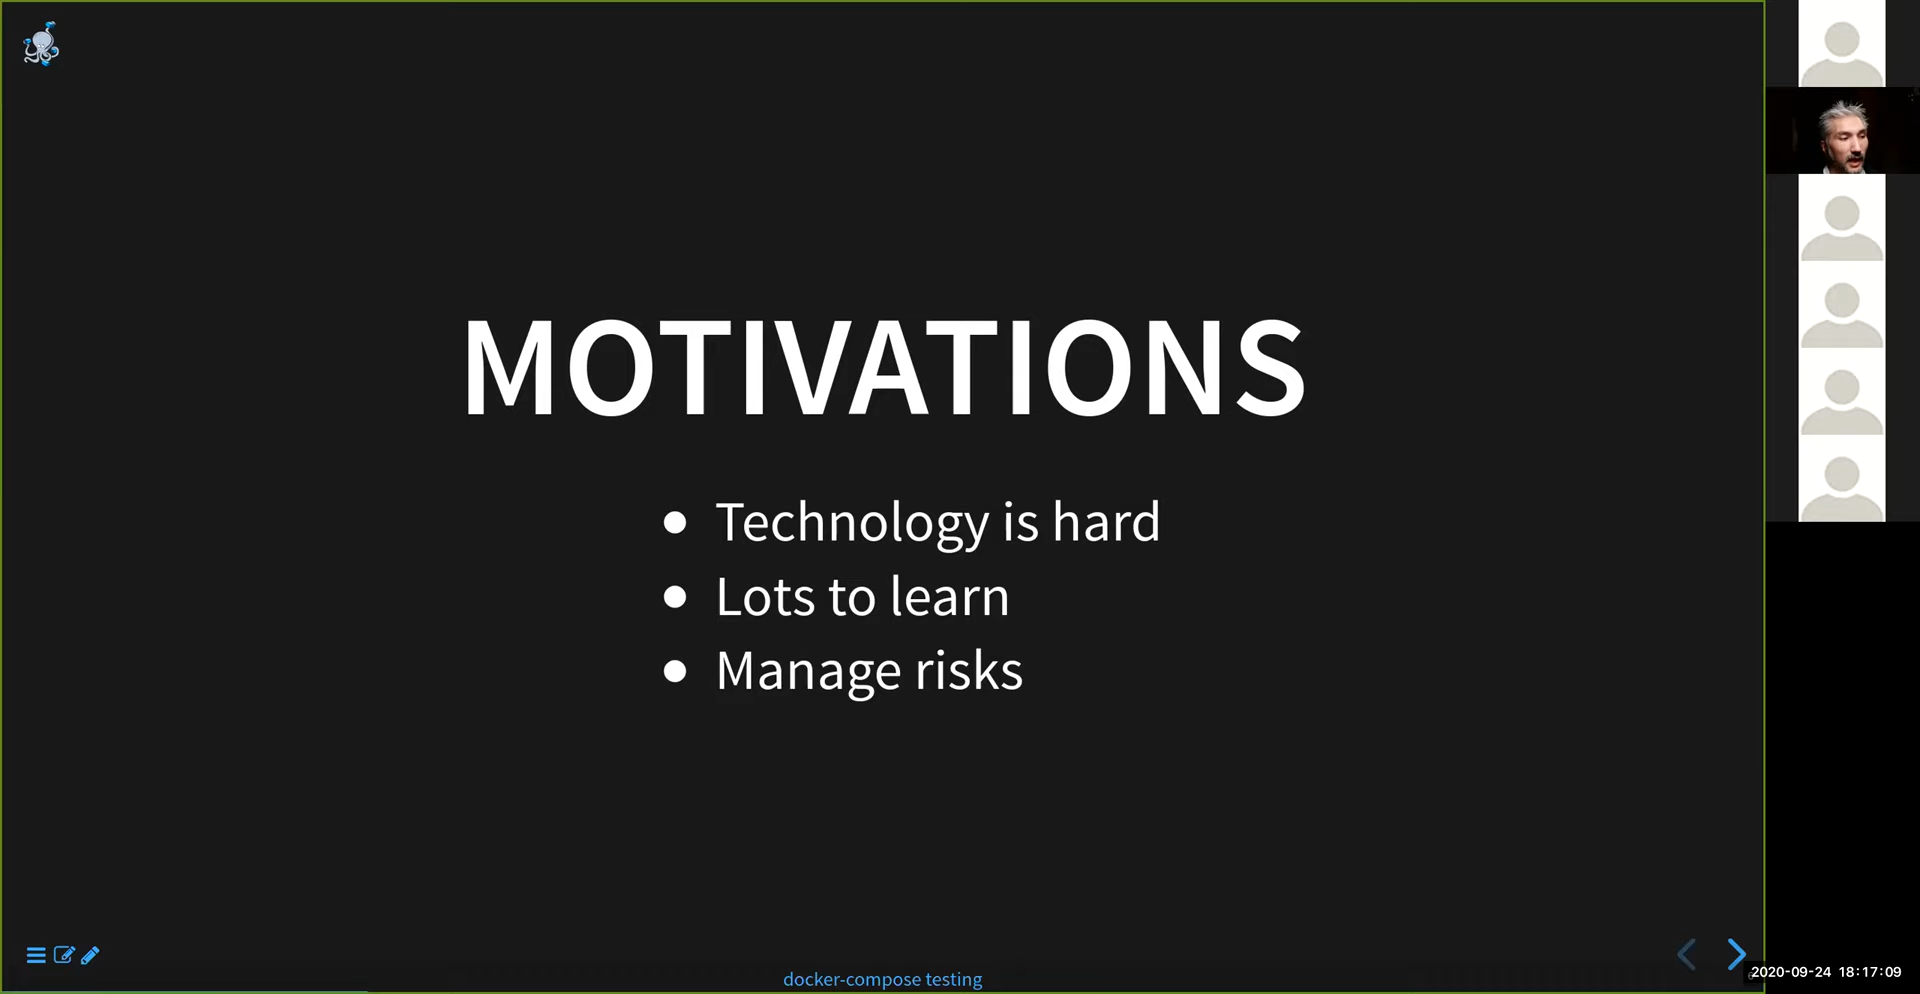 MOTIVATIONS
Technology is hard
Lots to learn
Manage risks
docker-compose testing
2020-09-24 18:17:09